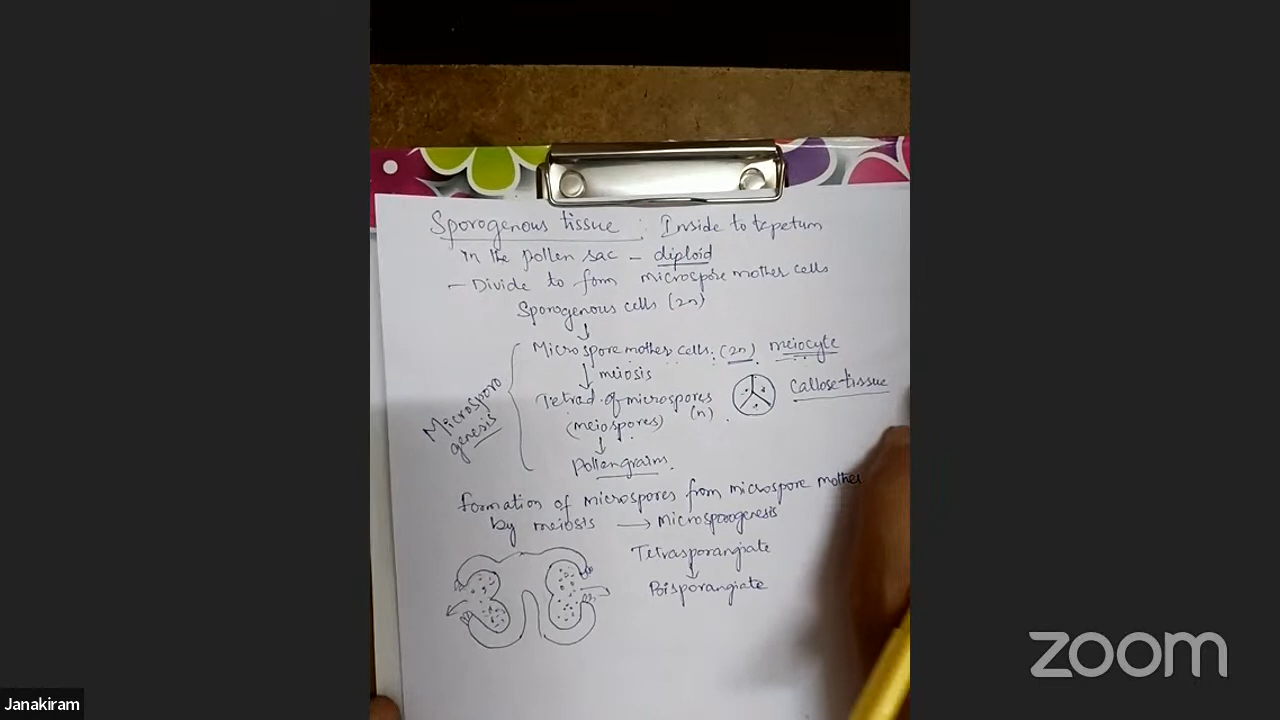 Sporogenous tissue : Inside to tapetum
in the pollen sac – diploid
– Divide to form microspore mother cells
Sporogenous cells (2n)
↓
Microspore mother cells. (2n) meiocyte
↓ meiosis
Tetrad of microspores (n)
(meiospores)
callose-tissue
↓
Pollengrains.
Microsporo
genesis
Formation of microspores from microspore mother
by meiosis → Microsporogenesis
Tetrasporangiate
↓
Bisporangiate
zoom
Janakiram